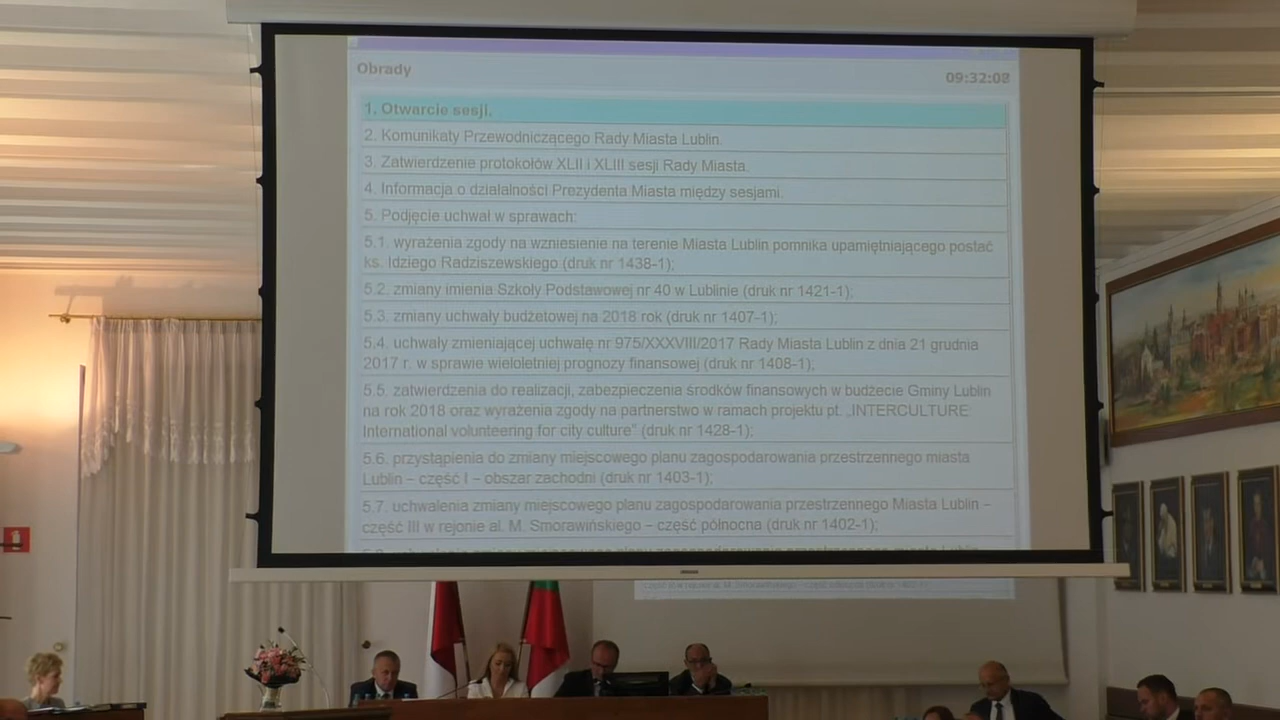 Obrady
09:32:02
1. Otwarcie sesji.
2. Komunikaty Przewodniczącego Rady Miasta Lublin.
3. Zatwierdzenie protokołów XLII i XLIII sesji Rady Miasta.
4. Informacja o działalności Prezydenta Miasta między sesjami.
5. Podjęcie uchwał w sprawach:
5.1. wyrażenia zgody na wzniesienie na terenie Miasta Lublin pomnika upamiętniającego postać
ks. Idziego Radziszewskiego (druk nr 1438-1);
5.2. zmiany imienia Szkoły Podstawowej nr 40 w Lublinie (druk nr 1421-1);
5.3. zmiany uchwały budżetowej na 2018 rok (druk nr 1407-1);
5.4. uchwały zmieniającej uchwałę nr 975/XXXVIII/2017 Rady Miasta Lublin z dnia 21 grudnia
2017 r. w sprawie wieloletniej prognozy finansowej (druk nr 1408-1);
5.5. zatwierdzenia do realizacji, zabezpieczenia środków finansowych w budżecie Gminy Lublin
na rok 2018 oraz wyrażenia zgody na partnerstwo w ramach projektu pt. „INTERCULTURE
International volunteering for city culture" (druk nr 1428-1);
5.6. przystąpienia do zmiany miejscowego planu zagospodarowania przestrzennego miasta
Lublin – część I – obszar zachodni (druk nr 1403-1);
5.7. uchwalenia zmiany miejscowego planu zagospodarowania przestrzennego Miasta Lublin –
część III w rejonie al. M. Smorawińskiego – część północna (druk nr 1402-1);